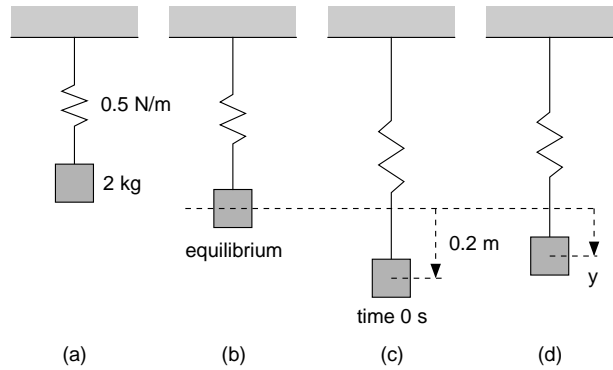 0.5 N/m
2 kg
equilibrium
0.2 m
y
time 0 s
(a)
(b)
(c)
(d)